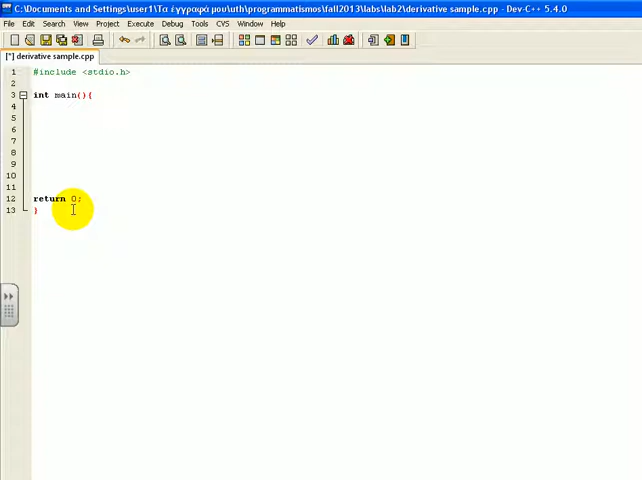 C:\Documents and Settings\user1\Τα έγγραφά μου\uth\programmatismos\fall2013\labs\lab2\derivative sample.cpp - Dev-C++ 5.4.0
File Edit Search View Project Execute Debug Tools CVS Window Help
[*] derivative sample.cpp
1 #include <stdio.h>
2
3 int main(){
4
5
6
7
8
9
10
11
12 return 0;
13 }